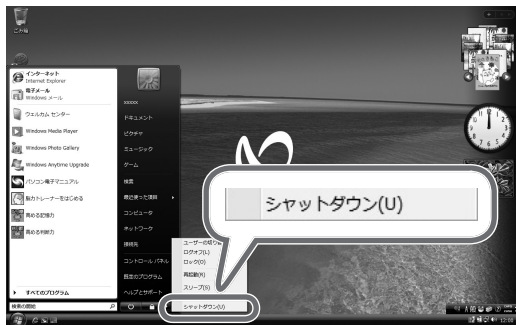 ごみ箱
インターネット
Internet Explorer
電子メール
Windows メール
ウェルカム センター
Windows Media Player
Windows Photo Gallery
Windows Anytime Upgrade
パソコン電子マニュアル
脳力トレーナーをはじめる
高める記憶力
高める判断力
すべてのプログラム
検索の開始
xxxxx
ドキュメント
ピクチャ
ミュージック
ゲーム
検索
最近使った項目
コンピュータ
ネットワーク
接続先
コントロール パネル
既定のプログラム
ヘルプとサポート
ユーザーの切り
ログオフ(L)
ロック(O)
再起動(R)
スリープ(S)
シャットダウン(U)
シャットダウン(U)
12:00